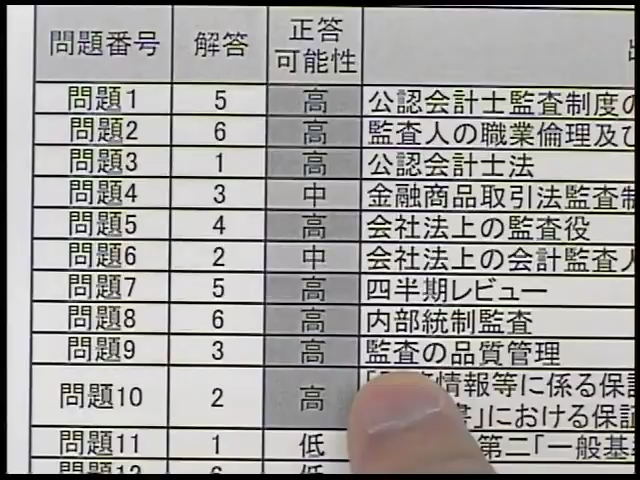 問題番号 解答 正答可能性
問題1 5 高 公認会計士監査制度の
問題2 6 高 監査人の職業倫理及び
問題3 1 高 公認会計士法
問題4 3 中 金融商品取引法監査制
問題5 4 高 会社法上の監査役
問題6 2 中 会社法上の会計監査人
問題7 5 高 四半期レビュー
問題8 6 高 内部統制監査
問題9 3 高 監査の品質管理
問題10 2 高 情報等に係る保証
書」における保証
問題11 1 低 第二「一般基準
問題12 6 低